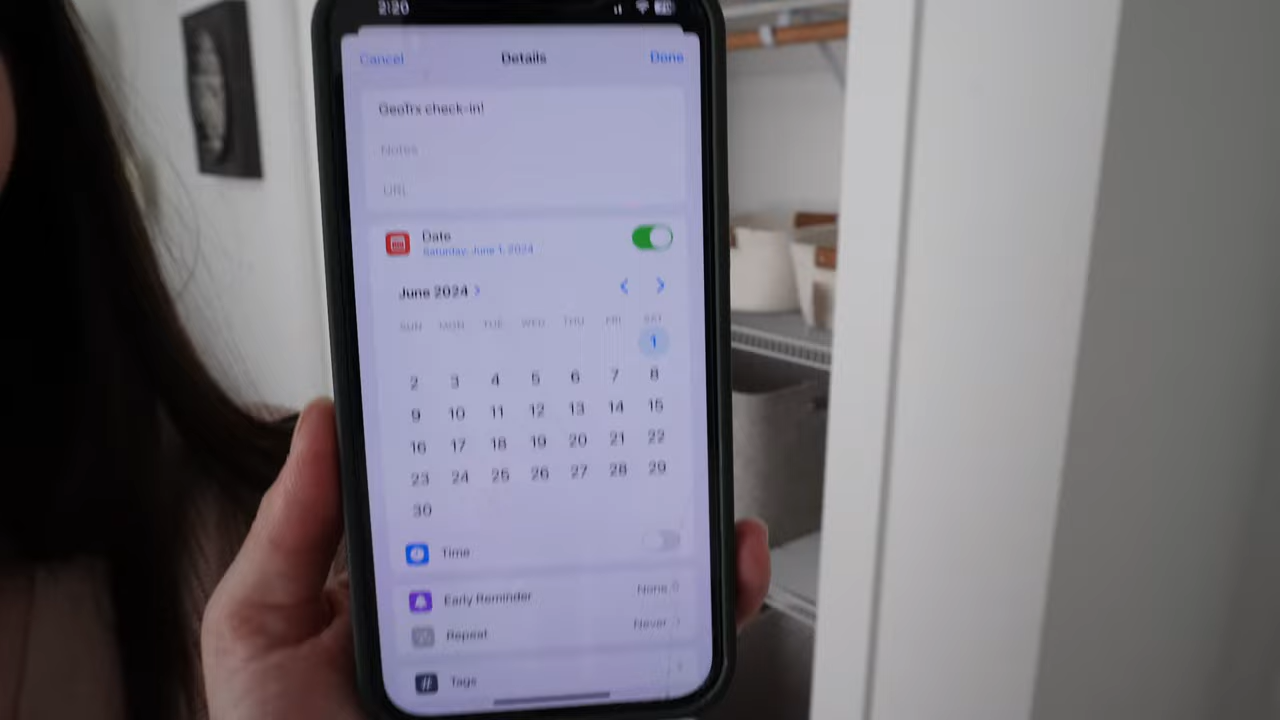 2:20
Cancel Details Done
GeoTrx check-in!
Notes
URL
Date
Saturday, June 1, 2024
June 2024
SUN MON TUE WED THU FRI SAT
1
2 3 4 5 6 7 8
9 10 11 12 13 14 15
16 17 18 19 20 21 22
23 24 25 26 27 28 29
30
Time
Early Reminder None
Repeat Never
# Tags